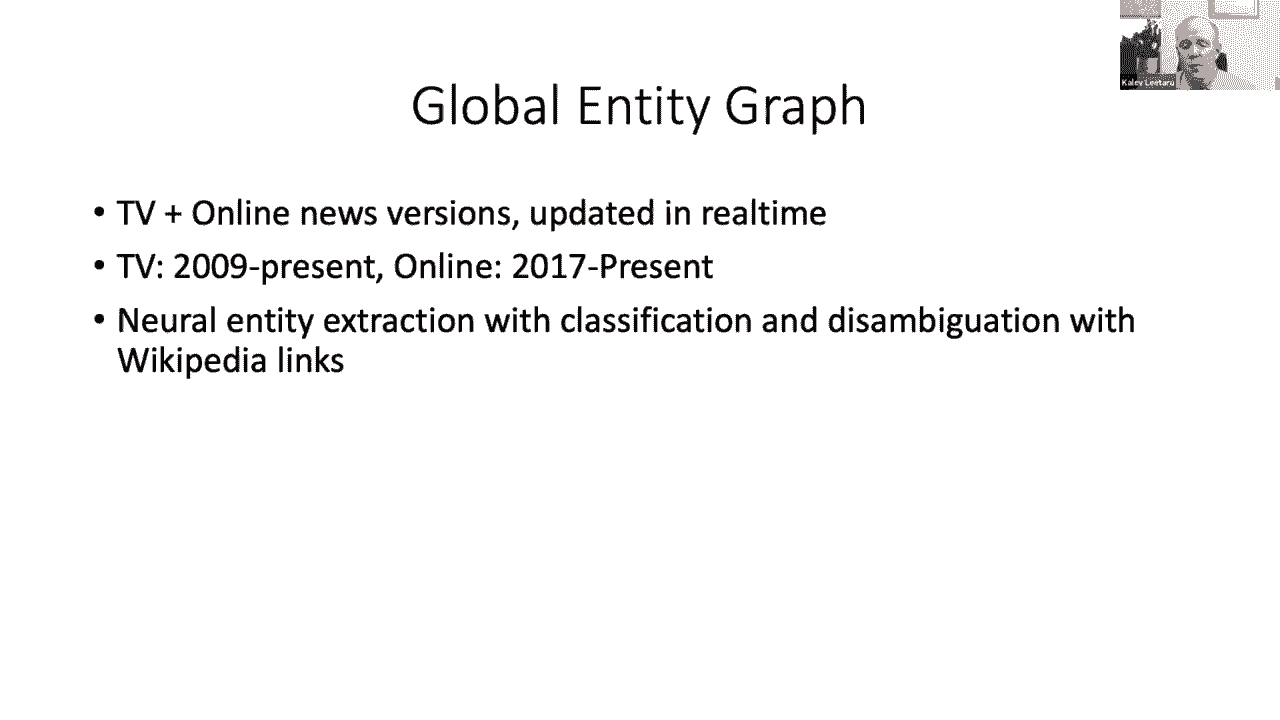 Kalev Leetaru
Global Entity Graph
• TV + Online news versions, updated in realtime
• TV: 2009-present, Online: 2017-Present
• Neural entity extraction with classification and disambiguation with
Wikipedia links